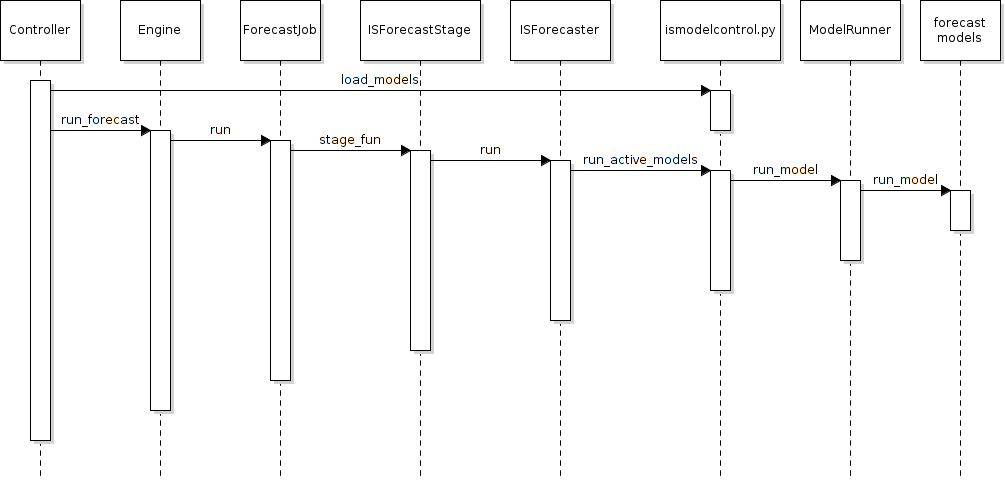 Controller
Engine
ForecastJob
ISForecastStage
ISForecaster
ismodelcontrol.py
ModelRunner
forecast
models
load_models
run_forecast
run
stage_fun
run
run_active_models
run_model
run_model